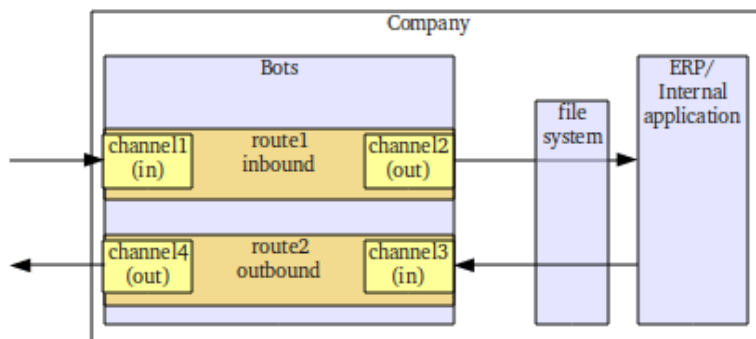 Company
Bots
ERP/
Internal
application
file
system
channel1
(in)
route1
inbound
channel2
(out)
channel4
(out)
route2
outbound
channel3
(in)